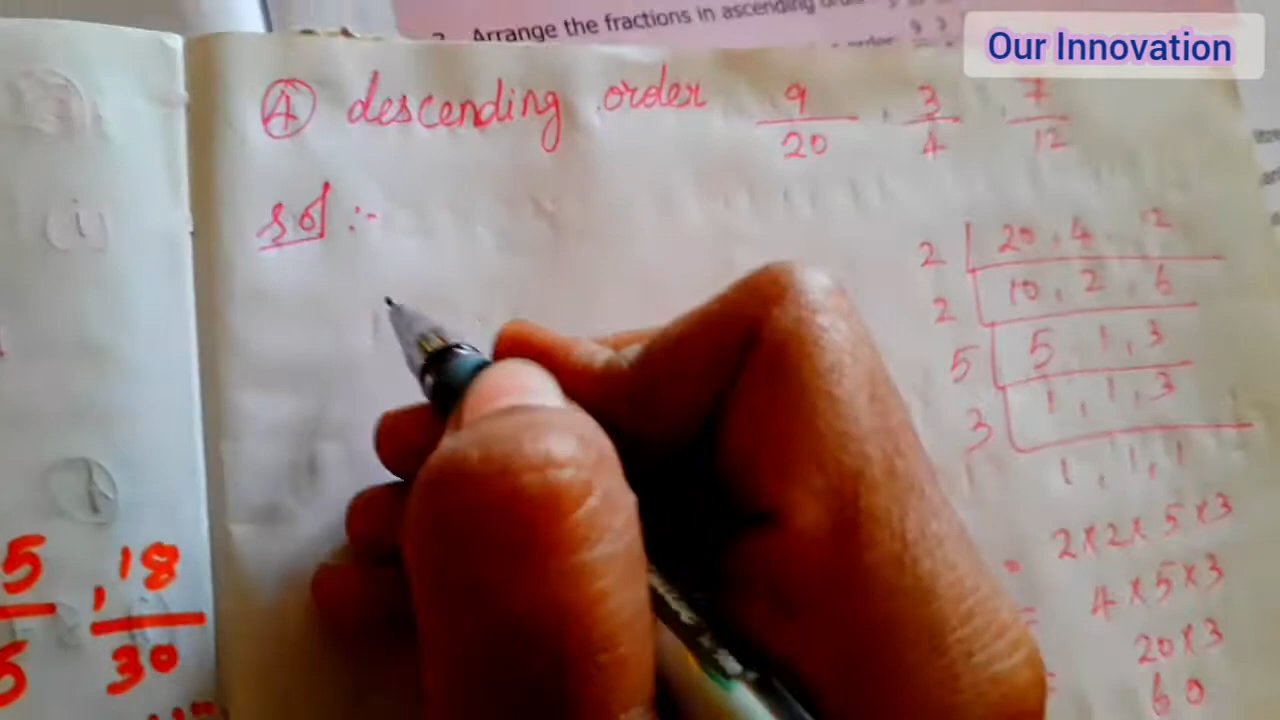 2. Arrange the fractions in ascending
Our Innovation
④ descending order 9/20 , 3/4 , 7/12
sol :-
2 | 20 , 4 , 12
2 | 10 , 2 , 6
5 | 5 , 1 , 3
3 | 1 , 1 , 3
1 , 1 , 1
= 2 x 2 x 5 x 3
= 4 x 5 x 3
20 x 3
= 60
, 18/30